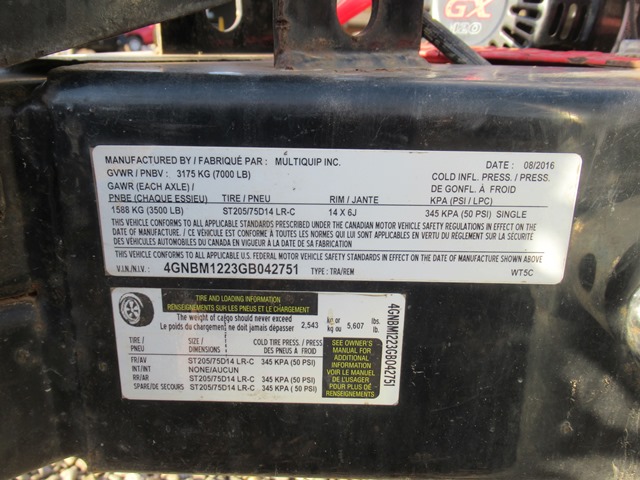 GX
MANUFACTURED BY / FABRIQUÉ PAR : MULTIQUIP INC. DATE : 08/2016
GVWR / PNBV : 3175 KG (7000 LB) COLD INFL. PRESS. / PRESS.
GAWR (EACH AXLE) / DE GONFL. À FROID
PNBE (CHAQUE ESSIEU) TIRE / PNEU RIM / JANTE KPA (PSI / LPC)
1588 KG (3500 LB) ST205/75D14 LR-C 14 X 6J 345 KPA (50 PSI) SINGLE
THIS VEHICLE CONFORMS TO ALL APPLICABLE STANDARDS PRESCRIBED UNDER THE CANADIAN MOTOR VEHICLE SAFETY REGULATIONS IN EFFECT ON THE
DATE OF MANUFACTURE / CE VÉHICULE EST CONFORME À TOUTES LES NORMES QUI LUI SONT APPLICABLES EN VERTU DU RÈGLEMENT SUR LA SÉCURITÉ
DES VÉHICULES AUTOMOBILES DU CANADA EN VIGUEUR À LA DATE DE SA FABRICATION
THIS VEHICLE CONFORMS TO ALL APPLICABLE U.S. FEDERAL MOTOR VEHICLE SAFETY STANDARDS IN EFFECT ON THE DATE OF MANUFACTURE SHOWN ABOVE.
V.I.N./N.I.V.: 4GNBM1223GB042751 TYPE : TRA/REM WT5C
TIRE AND LOADING INFORMATION
RENSEIGNEMENTS SUR LES PNEUS ET LE CHARGEMENT
The weight of cargo should never exceed
Le poids du chargement ne doit jamais dépasser 2,543 kg or kg ou 5,607 lbs. lb.
TIRE / PNEU SIZE / DIMENSIONS COLD TIRE PRESS. / DES PNEUS À FROID
FR/AV ST205/75D14 LR-C 345 KPA (50 PSI)
INT/INT NONE/AUCUN
RR/AR ST205/75D14 LR-C 345 KPA (50 PSI)
SPARE/DE SECOURS ST205/75D14 LR-C 345 KPA ( 50 PSI)
SEE OWNER'S
MANUAL FOR
ADDITIONAL
INFORMATION
VOIR LE MANUEL
DE L'USAGER
POUR PLUS DE
RENSEIGNEMENTS
4GNBM1223GB042751